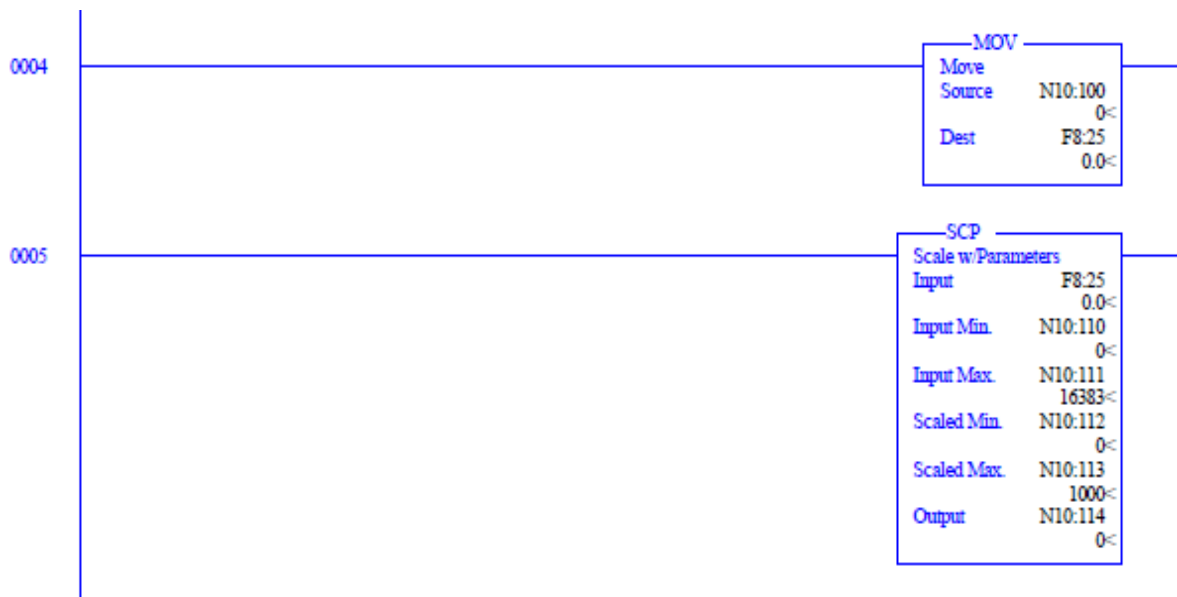 0004
MOV
Move
Source N10:100
0<
Dest F8:25
0.0<
0005
SCP
Scale w/Parameters
Input F8:25
0.0<
Input Min. N10:110
0<
Input Max. N10:111
16383<
Scaled Min. N10:112
0<
Scaled Max. N10:113
1000<
Output N10:114
0<